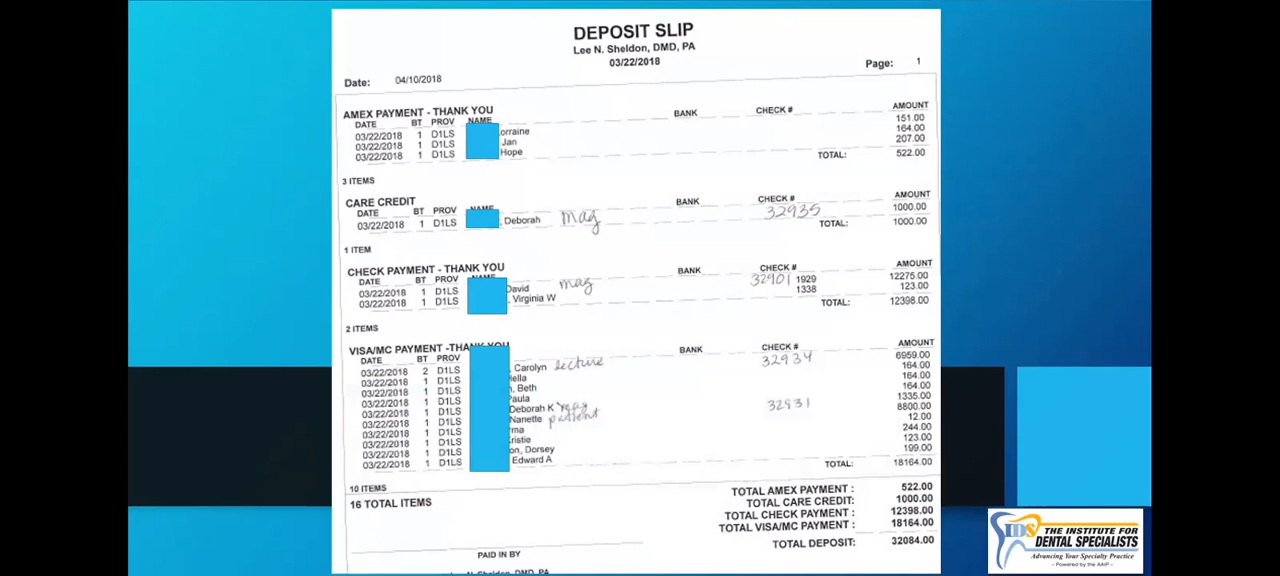 DEPOSIT SLIP
Lee N. Sheldon, DMD, PA
03/22/2018
Date: 04/10/2018 Page: 1
AMEX PAYMENT - THANK YOU
DATE BT PROV NAME BANK CHECK # AMOUNT
03/22/2018 1 D1LS orraine 151.00
03/22/2018 1 D1LS Jan 164.00
03/22/2018 1 D1LS Hope 207.00
TOTAL: 522.00
3 ITEMS
CARE CREDIT
DATE BT PROV NAME BANK CHECK # AMOUNT
03/22/2018 1 D1LS , Deborah mag 32935 1000.00
TOTAL: 1000.00
1 ITEM
CHECK PAYMENT - THANK YOU
DATE BT PROV NAME BANK CHECK # AMOUNT
03/22/2018 1 D1LS David mag 32901 1929 12275.00
03/22/2018 1 D1LS , Virginia W 1338 123.00
TOTAL: 12398.00
2 ITEMS
VISA/MC PAYMENT -THANK YOU
DATE BT PROV BANK CHECK # AMOUNT
03/22/2018 2 D1LS , Carolyn lecture 32934 6959.00
03/22/2018 1 D1LS iella 164.00
03/22/2018 1 D1LS , Beth 164.00
03/22/2018 1 D1LS Paula 164.00
03/22/2018 1 D1LS Deborah K mag 1335.00
03/22/2018 1 D1LS Nanette patient 32931 8800.00
03/22/2018 1 D1LS rma 12.00
03/22/2018 1 D1LS ristie 244.00
03/22/2018 1 D1LS on, Dorsey 123.00
03/22/2018 1 D1LS Edward A 199.00
TOTAL: 18164.00
10 ITEMS
16 TOTAL ITEMS
TOTAL AMEX PAYMENT : 522.00
TOTAL CARE CREDIT: 1000.00
TOTAL CHECK PAYMENT : 12398.00
TOTAL VISA/MC PAYMENT : 18164.00
TOTAL DEPOSIT: 32084.00
PAID IN BY
Sheldon, DMD, PA
IDS THE INSTITUTE FOR
DENTAL SPECIALISTS
Advancing Your Specialty Practice
- Powered by the AAIP -